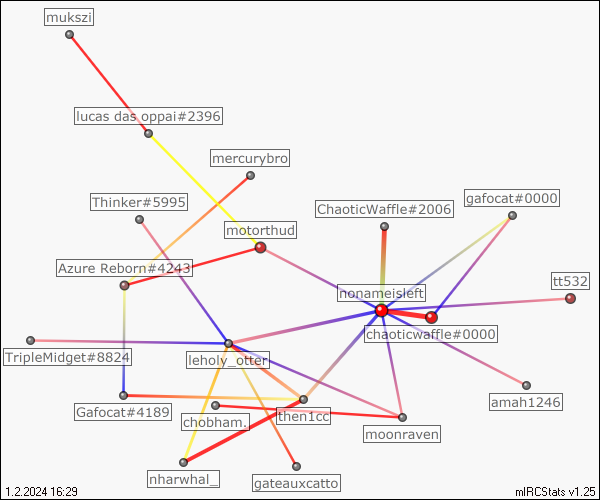 mukszi
lucas das oppai#2396
mercurybro
Thinker#5995
gafocat#0000
ChaoticWaffle#2006
motorthud
Azure Reborn#4243
tt532
nonameisleft
chaoticwaffle#0000
TripleMidget#8824
leholy_otter
amah1246
Gafocat#4189
then1cc
chobham.
moonraven
nharwhal_
gateauxcatto
1.2.2024 16:29
mIRCStats v1.25